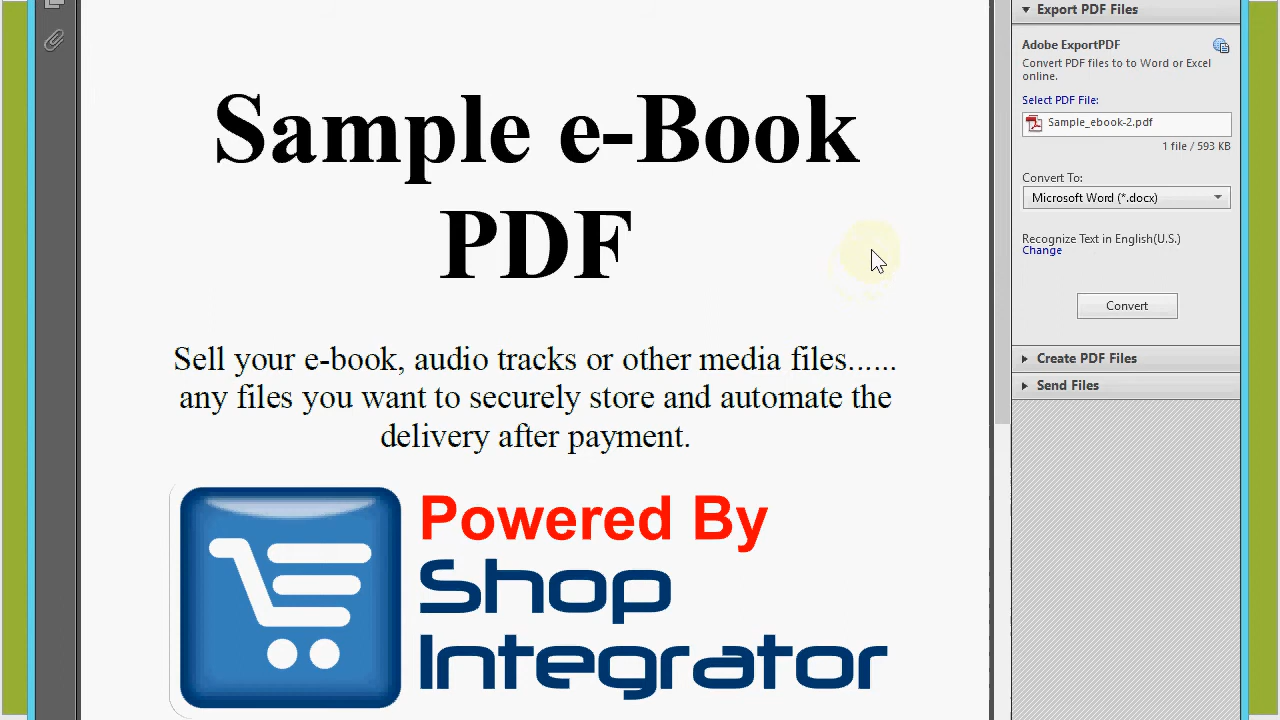 Sample e-Book
PDF
Sell your e-book, audio tracks or other media files......
any files you want to securely store and automate the
delivery after payment.
Powered By
Shop
Integrator
Export PDF Files
Adobe ExportPDF
Convert PDF files to to Word or Excel
online.
Select PDF File:
Sample_ebook-2.pdf
1 file / 593 KB
Convert To:
Microsoft Word (*.docx)
Recognize Text in English(U.S.)
Change
Convert
Create PDF Files
Send Files